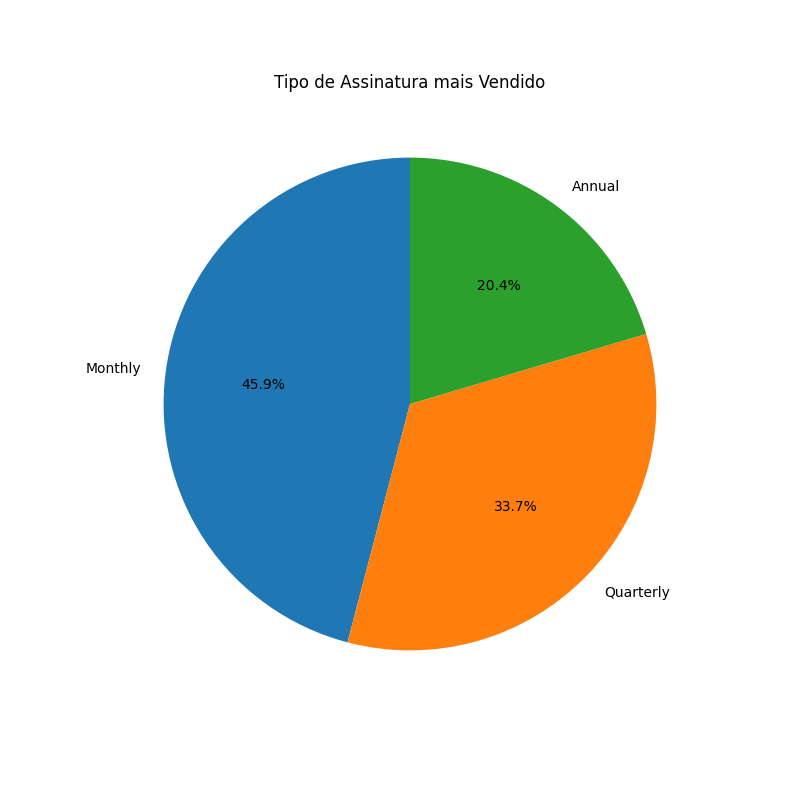 Tipo de Assinatura mais Vendido
Annual
20.4%
Monthly
45.9%
33.7%
Quarterly